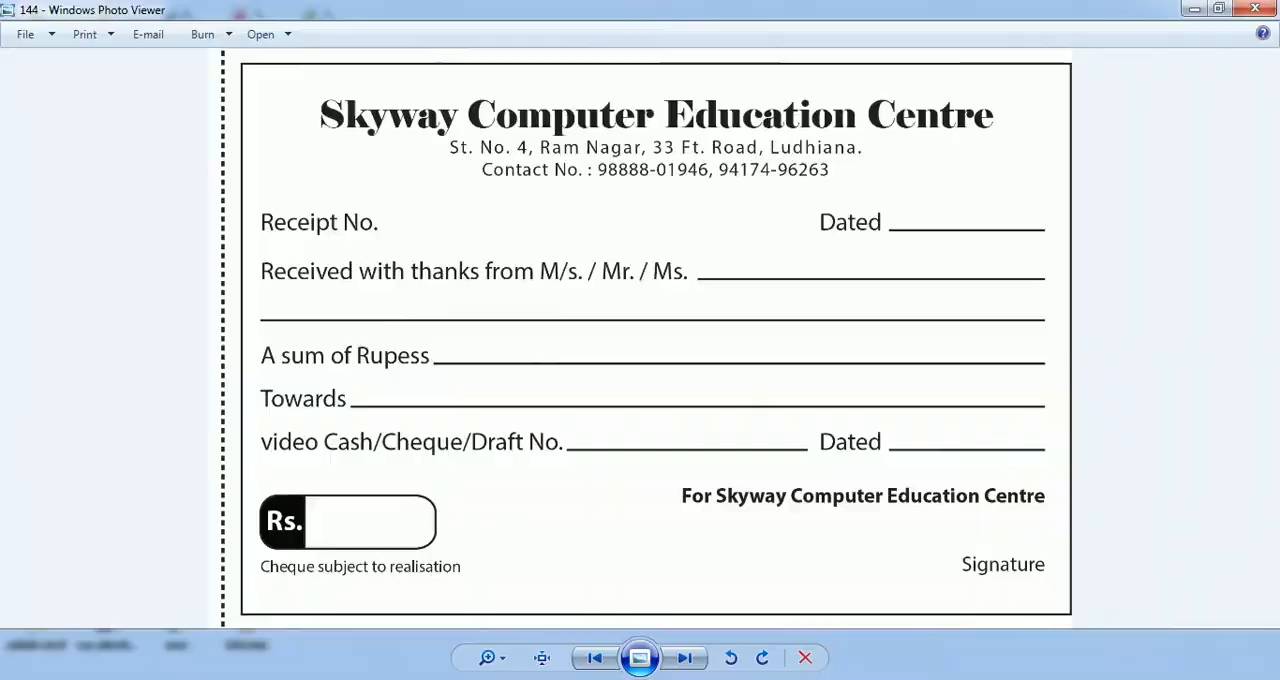 144 - Windows Photo Viewer
File Print E-mail Burn Open
Skyway Computer Education Centre
St. No. 4, Ram Nagar, 33 Ft. Road, Ludhiana.
Contact No. : 98888-01946, 94174-96263
Receipt No. Dated
Received with thanks from M/s. / Mr. / Ms.
A sum of Rupess
Towards
video Cash/Cheque/Draft No. Dated
For Skyway Computer Education Centre
Rs.
Cheque subject to realisation
Signature